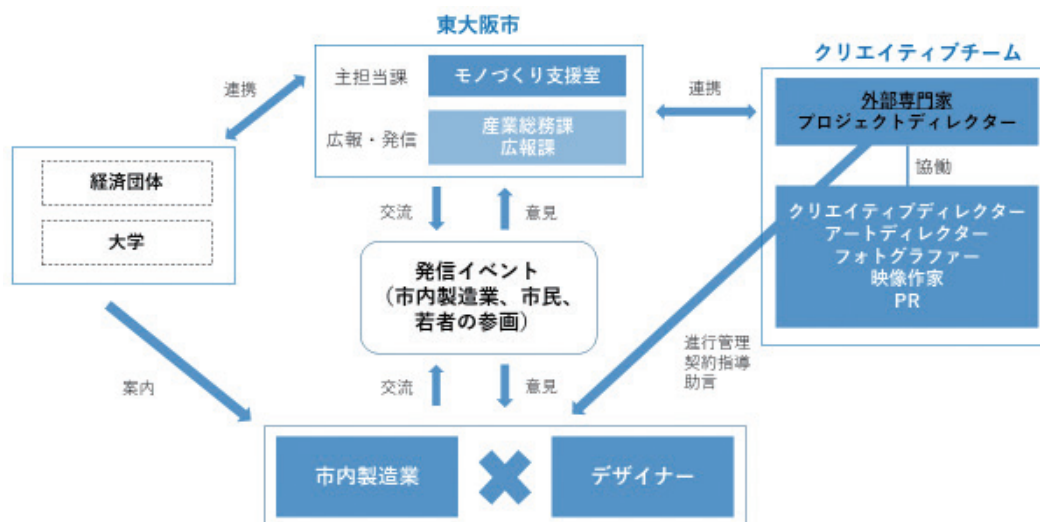 東大阪市
主担当課
モノづくり支援室
広報・発信
産業総務課
広報課
連携
連携
クリエイティブチーム
外部専門家
プロジェクトディレクター
協働
クリエイティブディレクター
アートディレクター
フォトグラファー
映像作家
PR
経済団体
大学
交流
意見
発信イベント
（市内製造業、市民、
若者の参画）
進行管理
契約指導
助言
案内
交流
意見
市内製造業
デザイナー